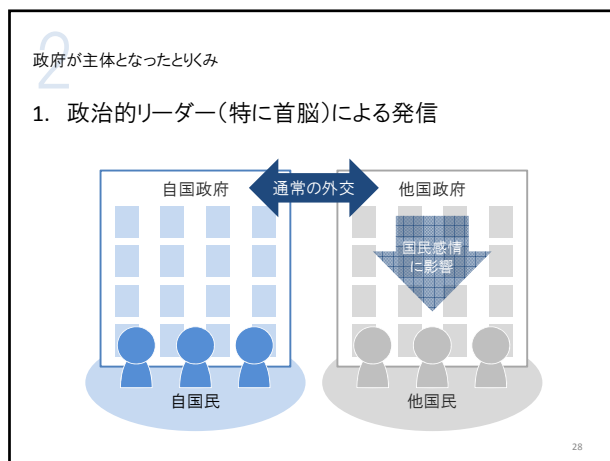 2
政府が主体となったとりくみ
1. 政治的リーダー（特に首脳）による発信
自国政府
通常の外交
他国政府
国民感情
に影響
自国民
他国民
28